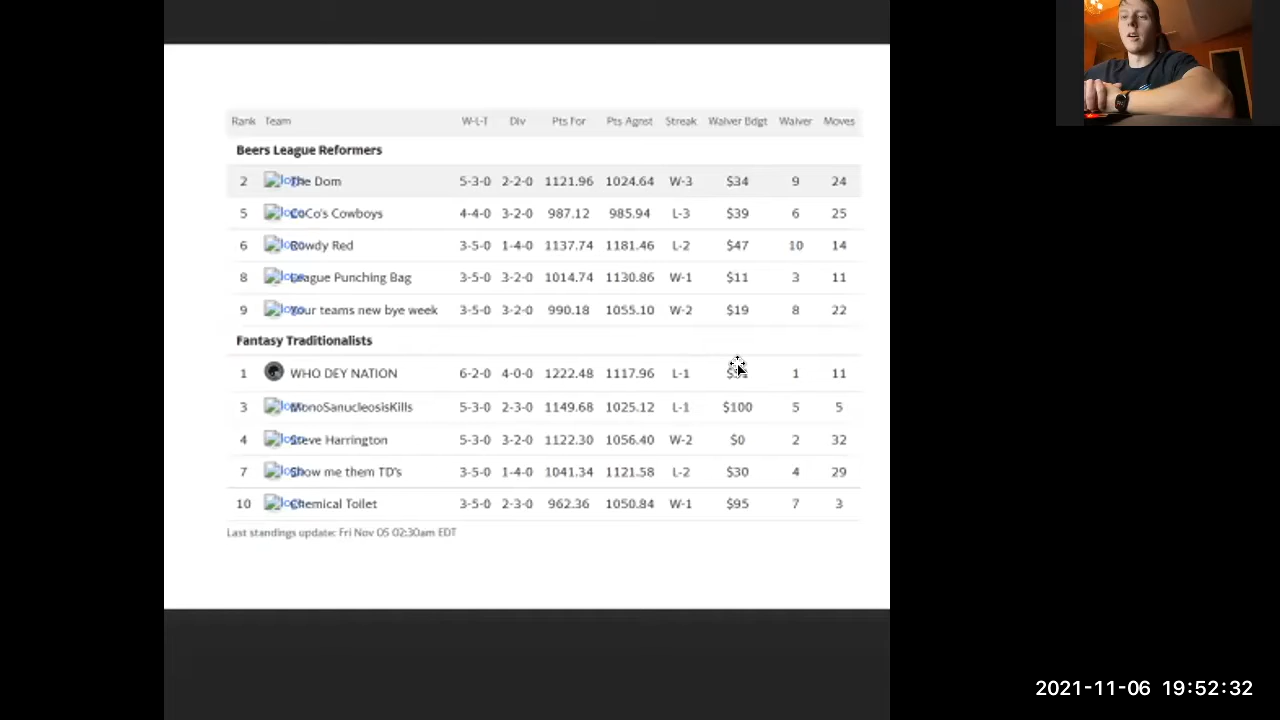 Rank Team W-L-T Div Pts For Pts Agnst Streak Waiver Bdgt Waiver Moves
Beers League Reformers
2 The Dom 5-3-0 2-2-0 1121.96 1024.64 W-3 $34 9 24
5 CoCo's Cowboys 4-4-0 3-2-0 987.12 985.94 L-3 $39 6 25
6 Rowdy Red 3-5-0 1-4-0 1137.74 1181.46 L-2 $47 10 14
8 League Punching Bag 3-5-0 3-2-0 1014.74 1130.86 W-1 $11 3 11
9 Your teams new bye week 3-5-0 3-2-0 990.18 1055.10 W-2 $19 8 22
Fantasy Traditionalists
1 WHO DEY NATION 6-2-0 4-0-0 1222.48 1117.96 L-1 1 11
3 MonoSanucleosisKills 5-3-0 2-3-0 1149.68 1025.12 L-1 $100 5 5
4 Steve Harrington 5-3-0 3-2-0 1122.30 1056.40 W-2 $0 2 32
7 Show me them TD's 3-5-0 1-4-0 1041.34 1121.58 L-2 $30 4 29
10 Chemical Toilet 3-5-0 2-3-0 962.36 1050.84 W-1 $95 7 3
Last standings update: Fri Nov 05 02:30am EDT
2021-11-06 19:52:32